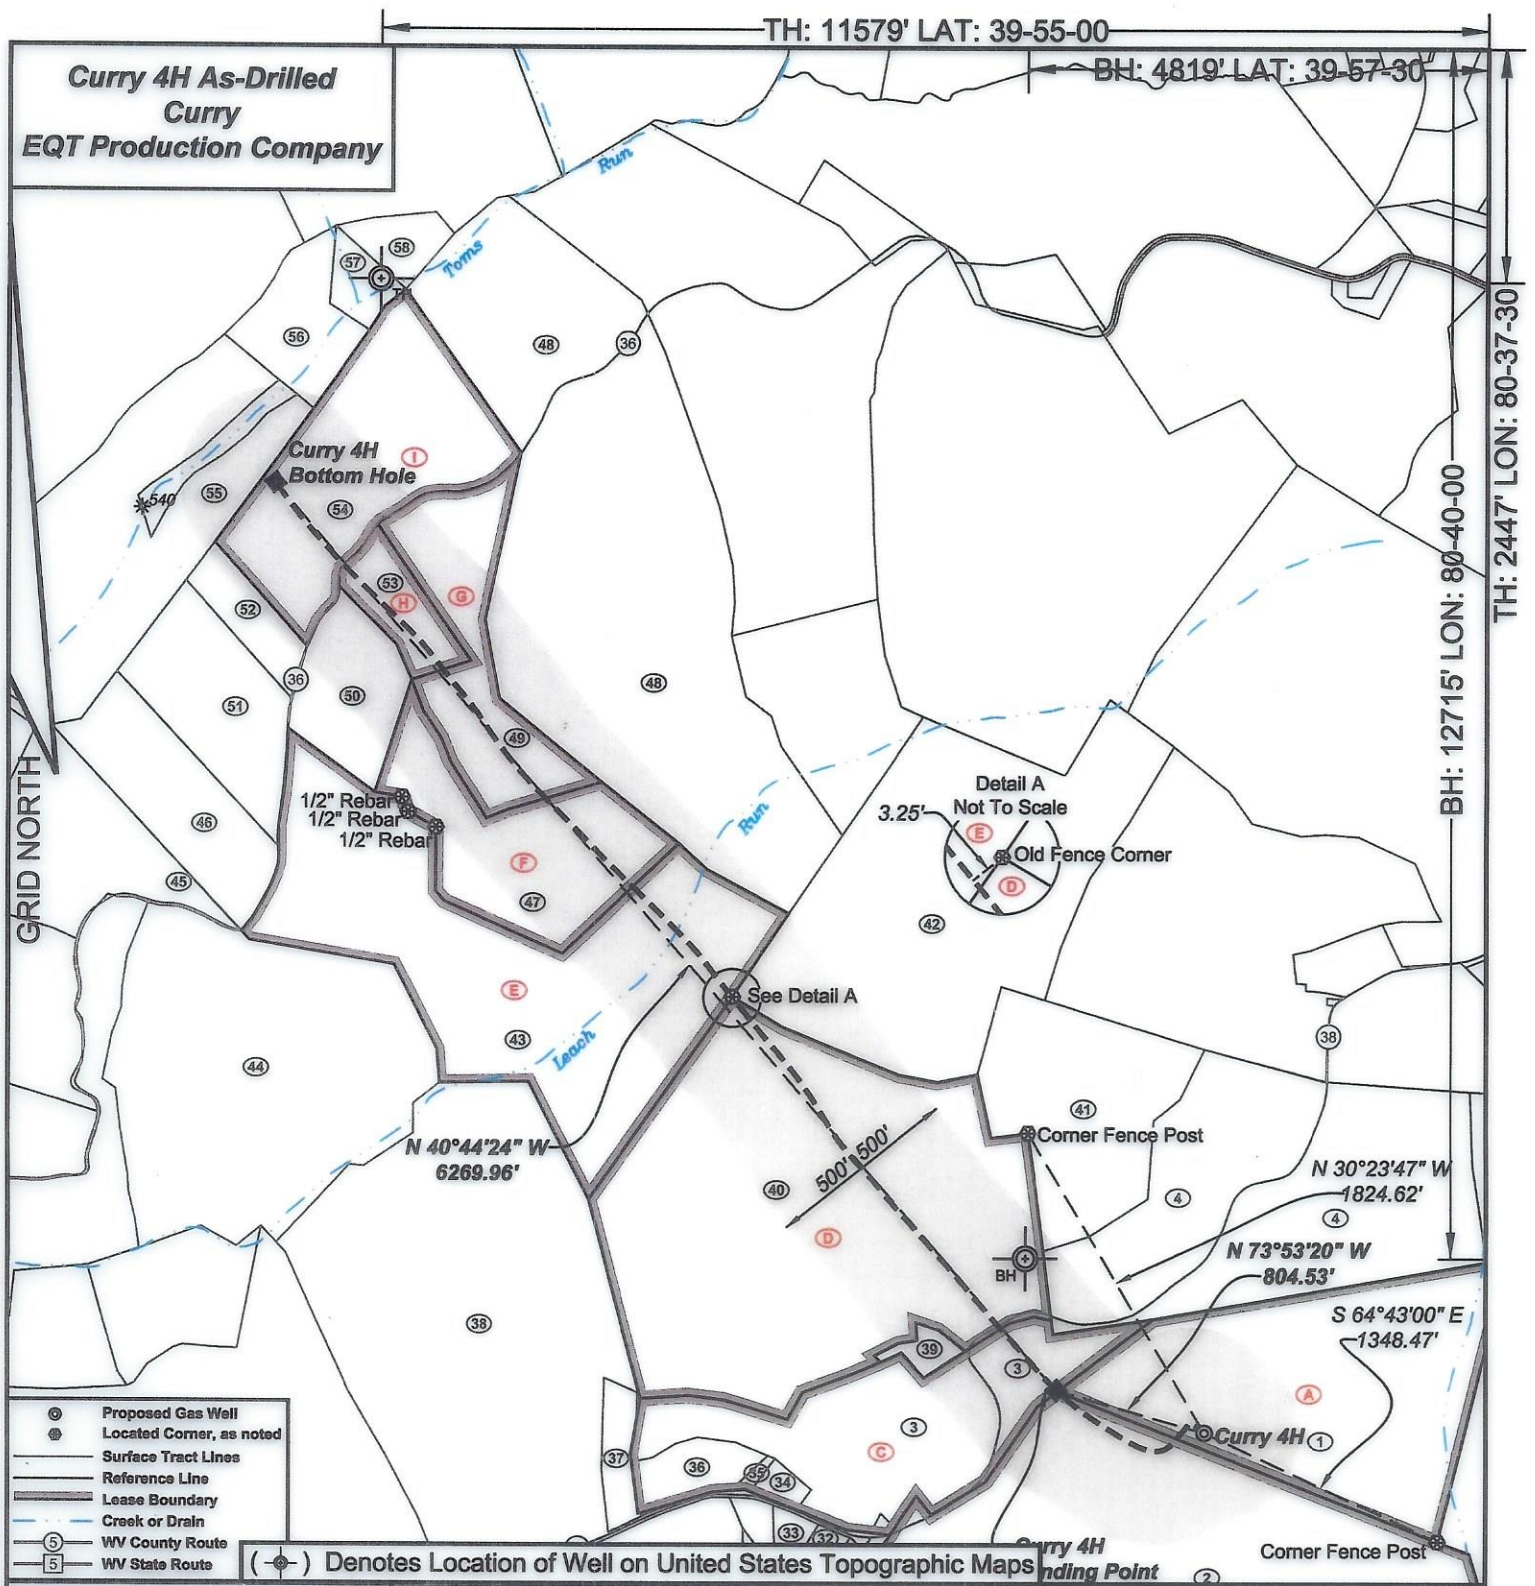 TH: 11579' LAT: 39-55-00
BH: 4819' LAT: 39-57-30
Curry 4H As-Drilled
Curry
EQT Production Company
Run
58
57
Toms
TH: 2447' LON: 80-37-30
BH: 12715' LON: 80-40-00
56
48
36
Curry 4H
Bottom Hole
I
540
55
54
53
H
G
52
36
50
51
48
49
GRID NORTH
Detail A
Not To Scale
3.25'
E
Old Fence Corner
D
1/2" Rebar
1/2" Rebar
1/2" Rebar
46
Run
F
45
47
42
E
See Detail A
43
Leach
38
44
41
Corner Fence Post
N 40°44'24" W
6269.96'
500' 500'
N 30°23'47" W
1824.62'
40
4
4
D
N 73°53'20" W
804.53'
BH
S 64°43'00" E
1348.47'
38
39
3
A
3
C
Curry 4H
1
37
36
35
34
33
32
Proposed Gas Well
Located Corner, as noted
Surface Tract Lines
Reference Line
Lease Boundary
Creek or Drain
5 WV County Route
5 WV State Route
( ) Denotes Location of Well on United States Topographic Maps
4H
Point
2
Corner Fence Post